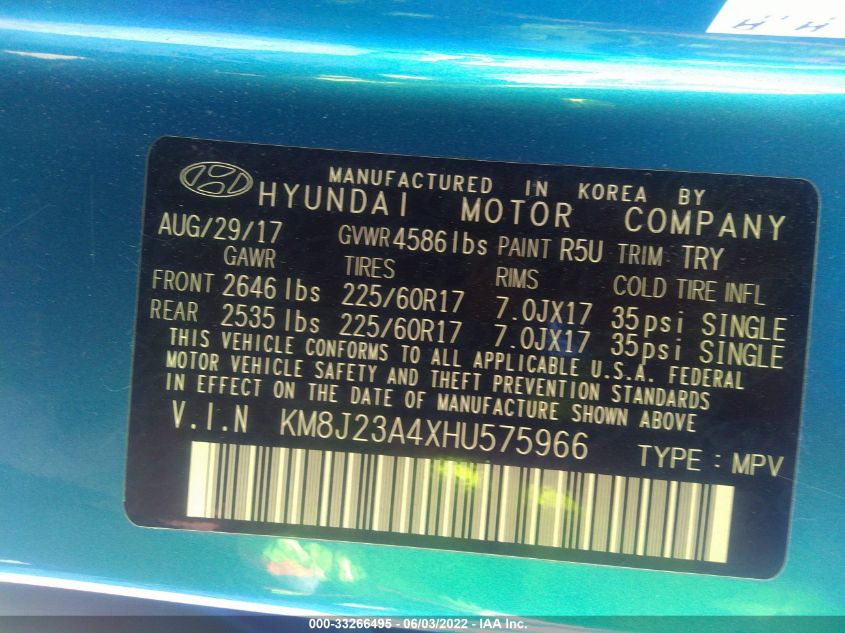 MANUFACTURED IN KOREA BY
HYUNDAI MOTOR COMPANY
AUG/29/17 GVWR 4586 lbs PAINT R5U TRIM TRY
GAWR TIRES RIMS COLD TIRE INFL
FRONT 2646 lbs 225/60R17 7.0JX17 35psi SINGLE
REAR 2535 lbs 225/60R17 7.0JX17 35psi SINGLE
THIS VEHICLE CONFORMS TO ALL APPLICABLE U.S.A. FEDERAL
MOTOR VEHICLE SAFETY AND THEFT PREVENTION STANDARDS
IN EFFECT ON THE DATE OF MANUFACTURE SHOWN ABOVE
V.I.N KM8J23A4XHU575966 TYPE : MPV
000-33266495 - 06/03/2022 - © IAA Inc.